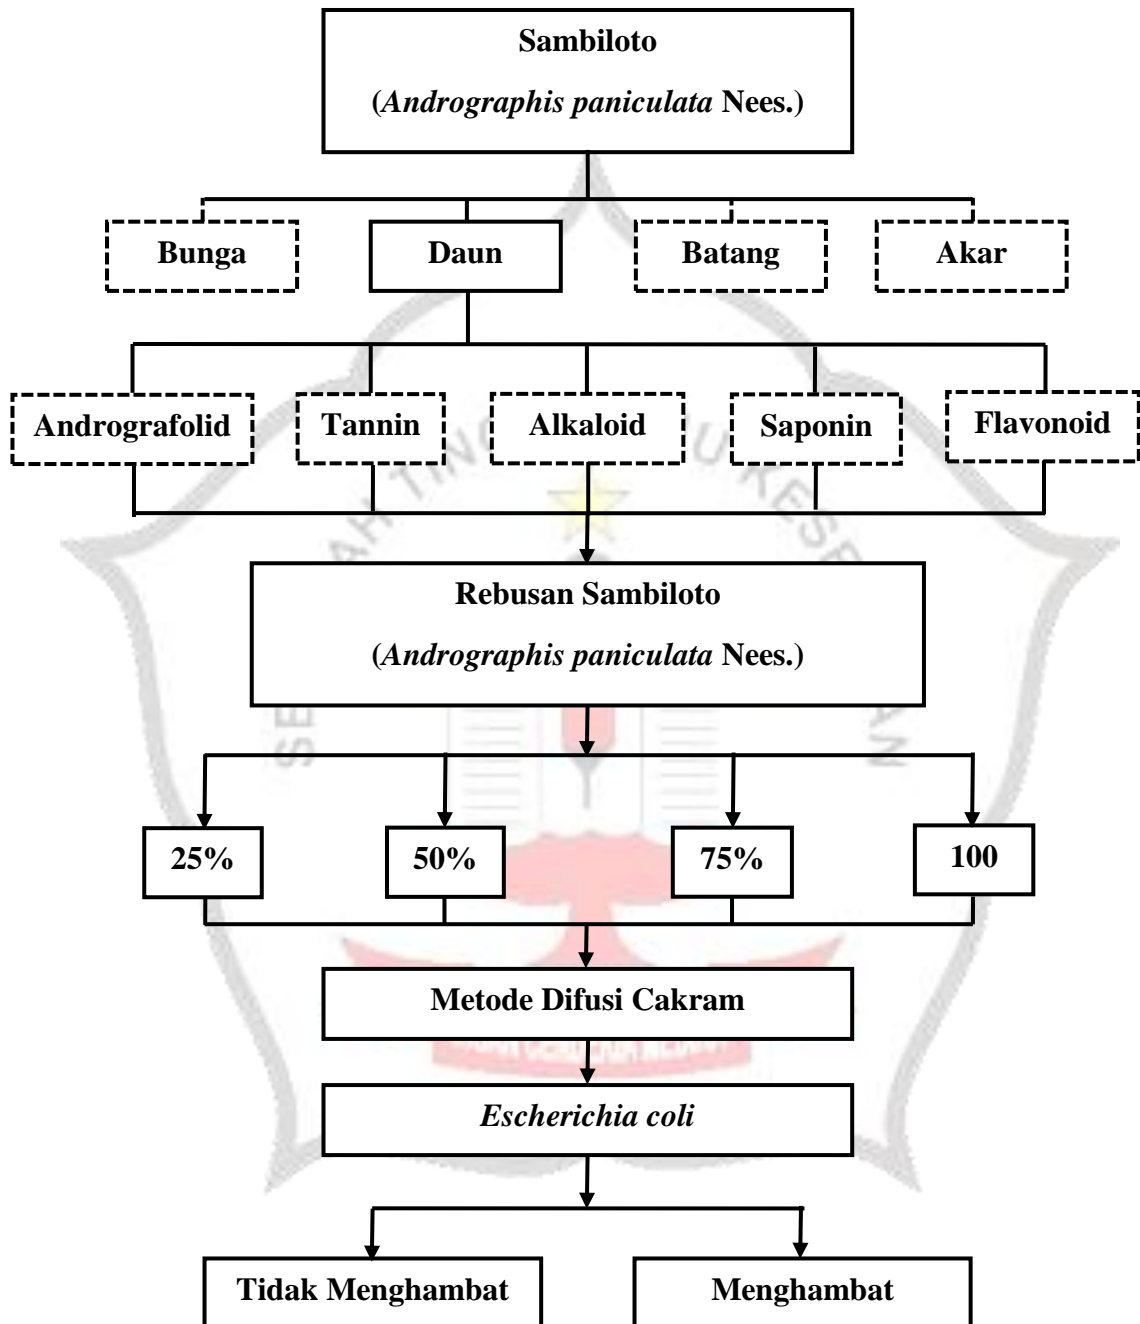 Sambiloto
(Andrographis paniculata Nees.)
Bunga
Daun
Batang
Akar
Andrografolid
Tannin
Alkaloid
Saponin
Flavonoid
Rebusan Sambiloto
(Andrographis paniculata Nees.)
25%
50%
75%
100
Metode Difusi Cakram
Escherichia coli
Tidak Menghambat
Menghambat